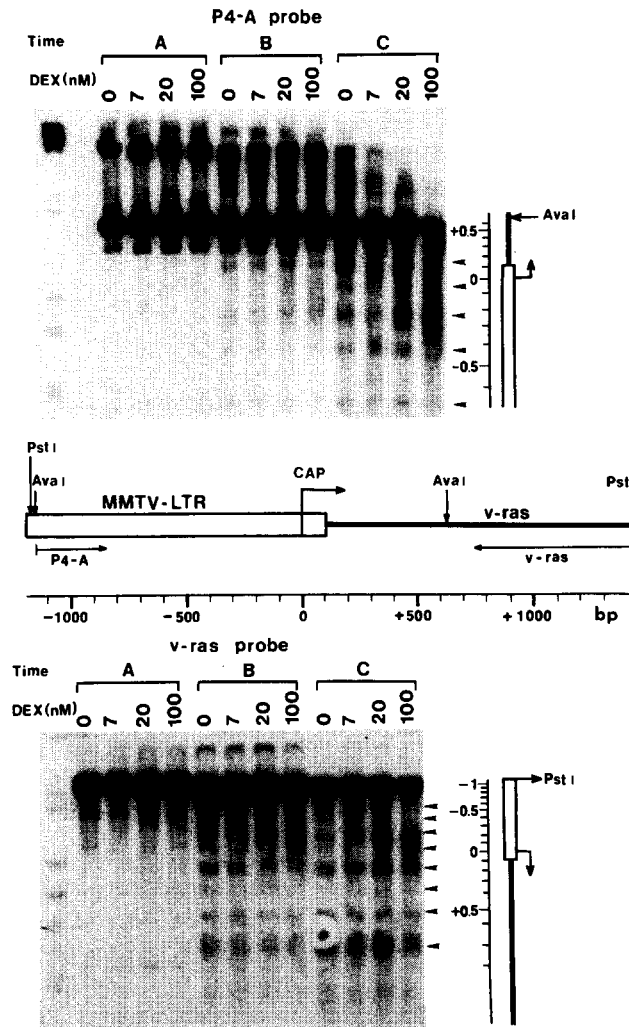 P4-A probe
Time A B C
DEX(nM) 0 7 20 100 0 7 20 100 0 7 20 100
+0.5
0
-0.5
Ava I
Pst I
Ava I
MMTV-LTR
CAP
Ava I
Pst
v-ras
P4-A
v-ras
-1000 -500 0 +500 +1000 bp
v-ras probe
Time A B C
DEX(nM) 0 7 20 100 0 7 20 100 0 7 20 100
-1
-0.5
0
+0.5
Pst I